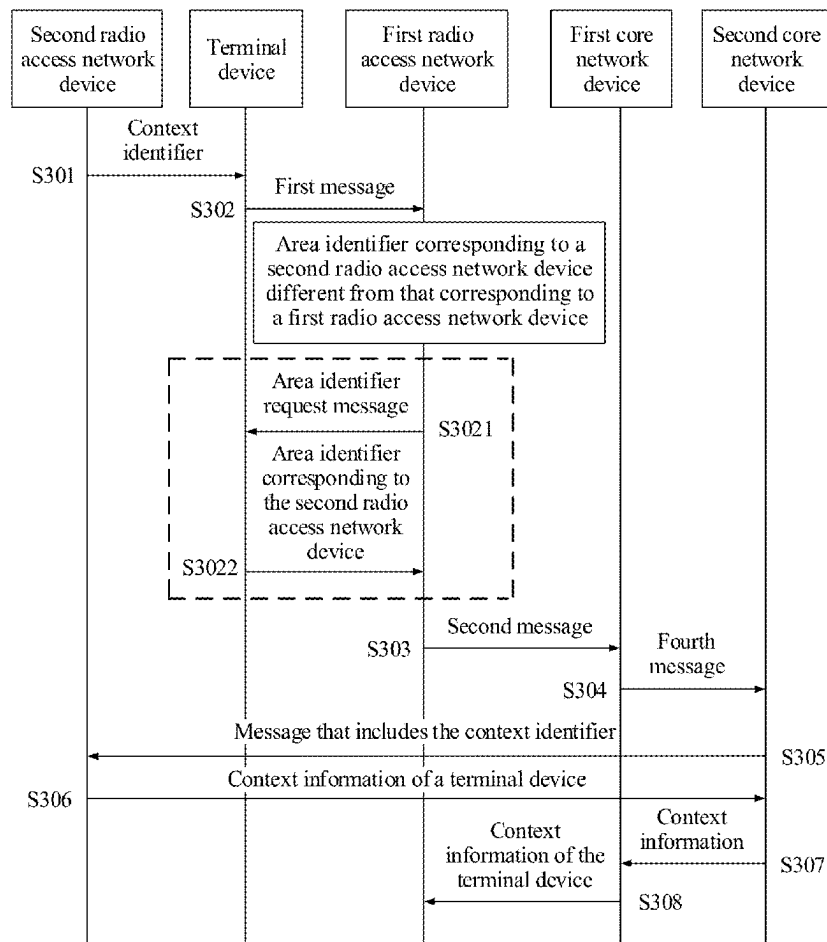 Second radio
access network
device
Terminal
device
First radio
access network
device
First core
network
device
Second core
network
device
Context
identifier
S301
First message
S302
Area identifier corresponding to a
second radio access network device
different from that corresponding to
a first radio access network device
Area identifier
request message
S3021
Area identifier
corresponding to
the second radio
access network
device
S3022
Second message
S303
Fourth
message
S304
Message that includes the context identifier
S305
Context information of a terminal device
S306
Context
information
S307
Context
information of the
terminal device
S308